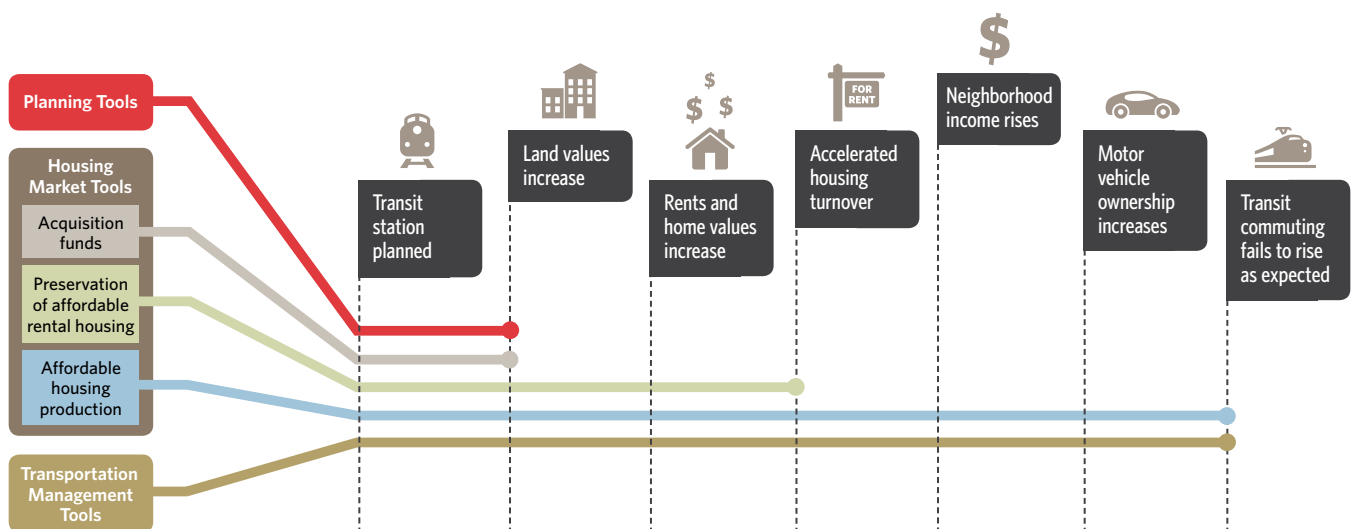 Planning Tools
Housing
Market Tools
Acquisition
funds
Preservation
of affordable
rental housing
Affordable
housing
production
Transportation
Management
Tools
Transit
station
planned
Land values
increase
$
$ $
Rents and
home values
increase
FOR
RENT
Accelerated
housing
turnover
$
Neighborhood
income rises
Motor
vehicle
ownership
increases
Transit
commuting
fails to rise
as expected